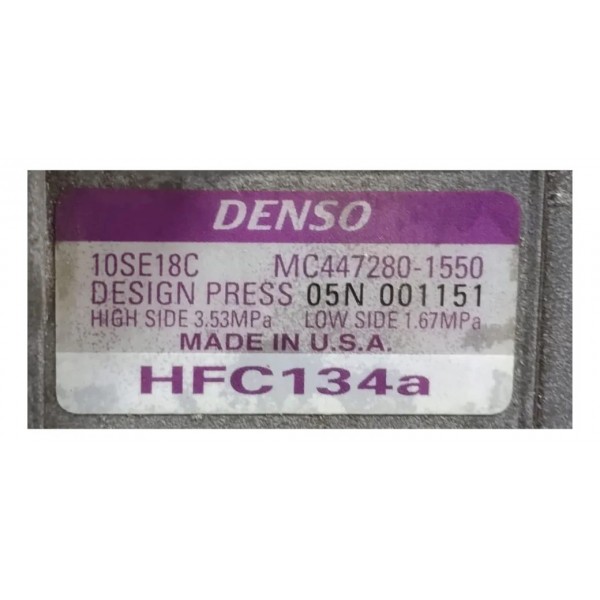 DENSO
10SE18C MC447280-1550
DESIGN PRESS 05N 001151
HIGH SIDE 3.53MPa LOW SIDE 1.67MPa
MADE IN U.S.A.
HFC134a